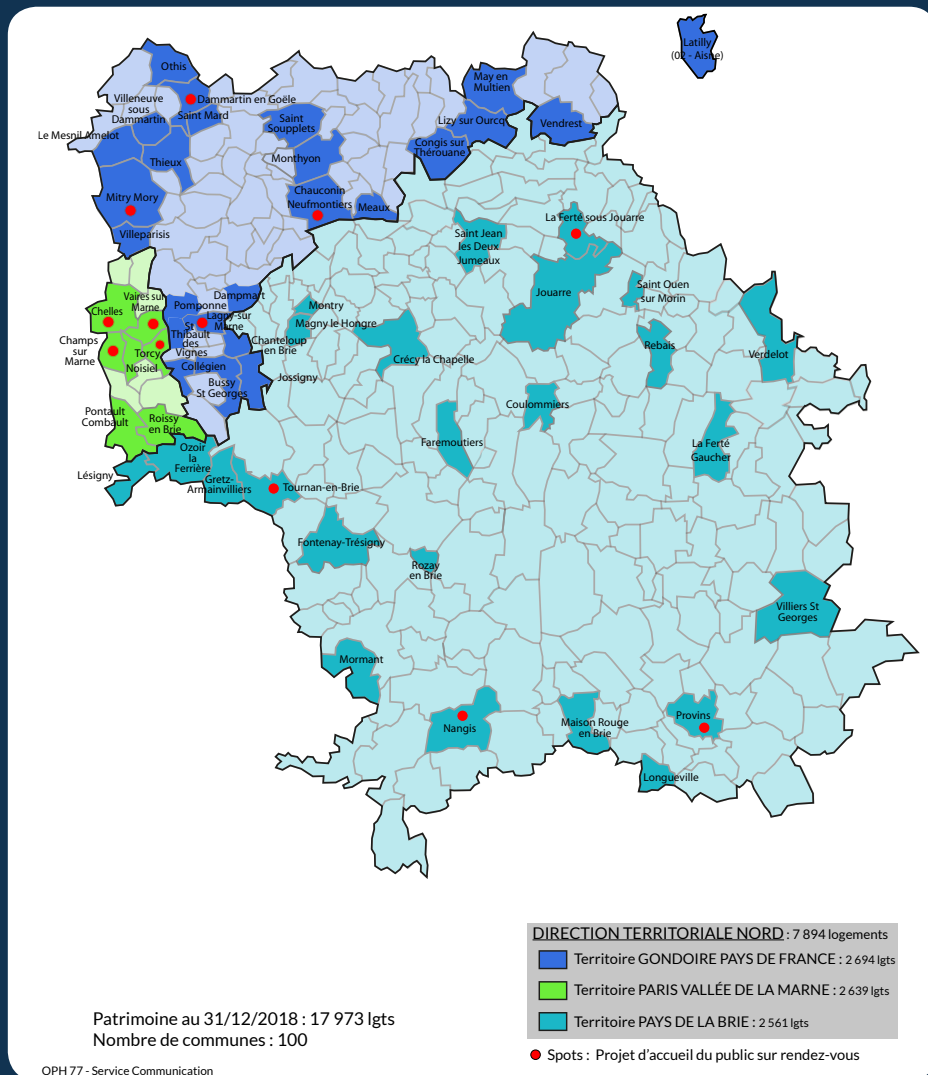 Latilly
(02 - Aisne)
Othis
May en
Multien
Villeneuve
sous
Dammartin
Dammartin en Goële
Saint Mard
Saint
Soupplets
Lizy sur Ourcq
Vendrest
Le Mesnil Amelot
Congis sur
Thérouane
Thieux
Monthyon
Mitry Mory
Chauconin
Neufmontiers
Meaux
Villeparisis
La Ferté sous Jouarre
Saint Jean
les Deux
Jumeaux
Jouarre
Saint Ouen
sur Morin
Vaires sur
Marne
Pomponne
Dampmart
Chelles
St
Thibault
des
Vignes
Lagny-sur
Marne
Montry
Magny le Hongre
Champs
sur
Marne
Torcy
Noisiel
Chanteloup
en Brie
Crécy la Chapelle
Rebais
Verdelot
Collégien
Jossigny
Bussy
St Georges
Coulommiers
Pontault
Combault
Roissy
en Brie
Faremoutiers
La Ferté
Gaucher
Ozoir
la
Ferrière
Lésigny
Gretz-
Armainvilliers
Tournan-en-Brie
Fontenay-Trésigny
Rozay
en Brie
Villiers St
Georges
Mormant
Nangis
Maison Rouge
en Brie
Provins
Longueville
DIRECTION TERRITORIALE NORD : 7 894 logements
Territoire GONDOIRE PAYS DE FRANCE : 2 694 lgts
Territoire PARIS VALLÉE DE LA MARNE : 2 639 lgts
Territoire PAYS DE LA BRIE : 2 561 lgts
Spots : Projet d'accueil du public sur rendez-vous
Patrimoine au 31/12/2018 : 17 973 lgts
Nombre de communes : 100
OPH 77 - Service Communication